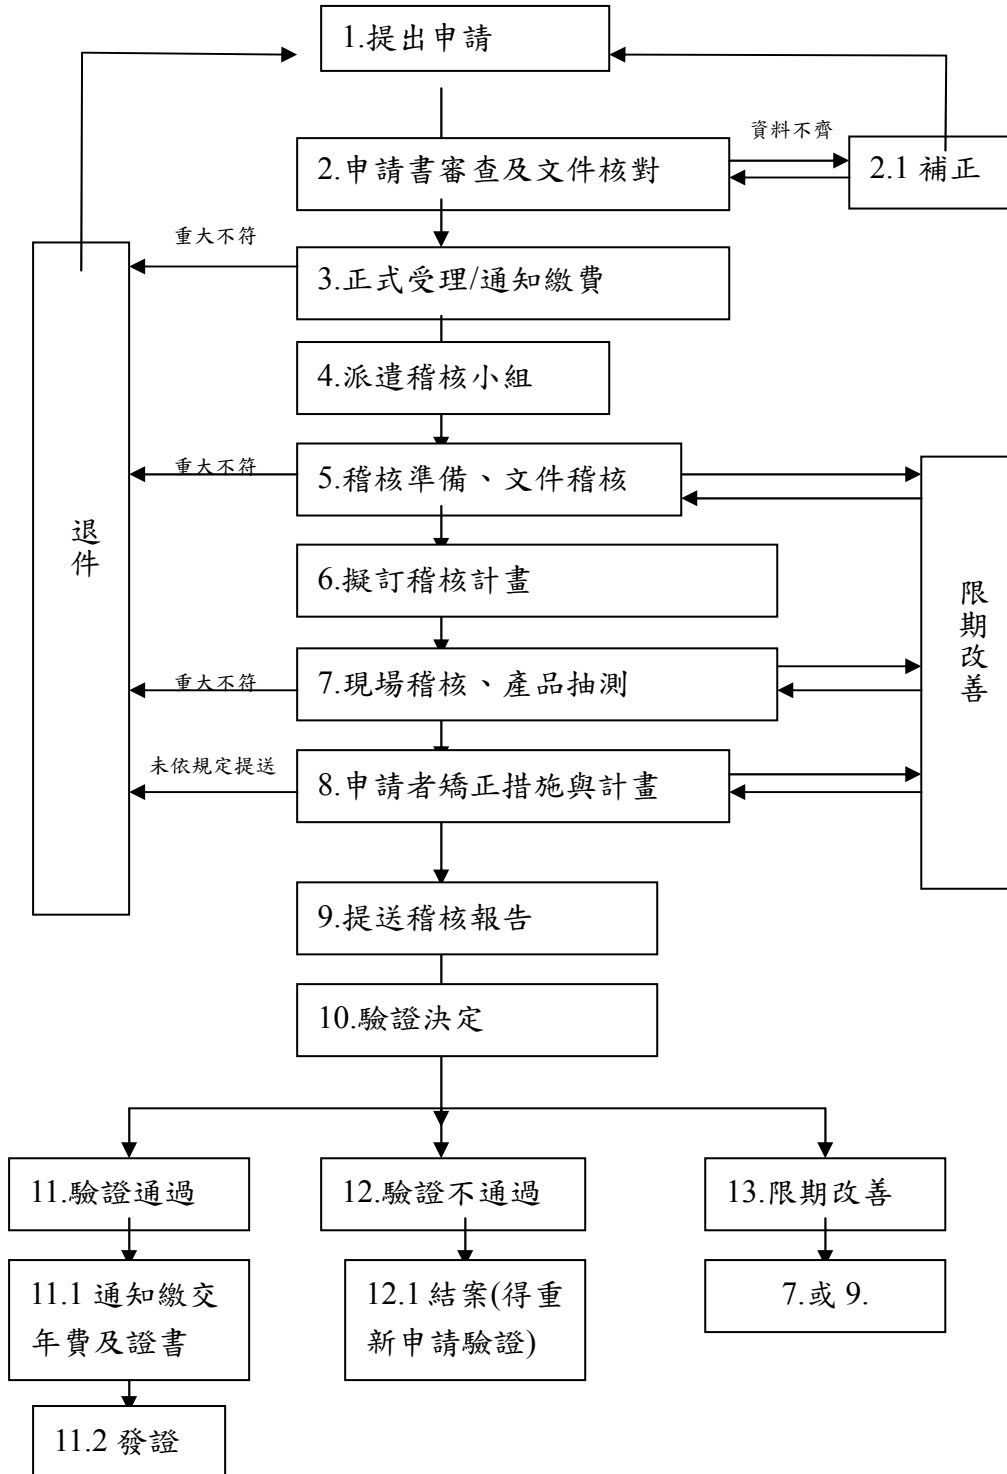 1.提出申請
資料不齊
2.申請書審查及文件核對
2.1 補正
重大不符
3.正式受理/通知繳費
4.派遣稽核小組
重大不符
5.稽核準備、文件稽核
退件
6.擬訂稽核計畫
限期改善
重大不符
7.現場稽核、產品抽測
未依規定提送
8.申請者矯正措施與計畫
9.提送稽核報告
10.驗證決定
11.驗證通過
12.驗證不通過
13.限期改善
11.1 通知繳交
年費及證書
12.1 結案(得重
新申請驗證)
7.或 9.
11.2 發證